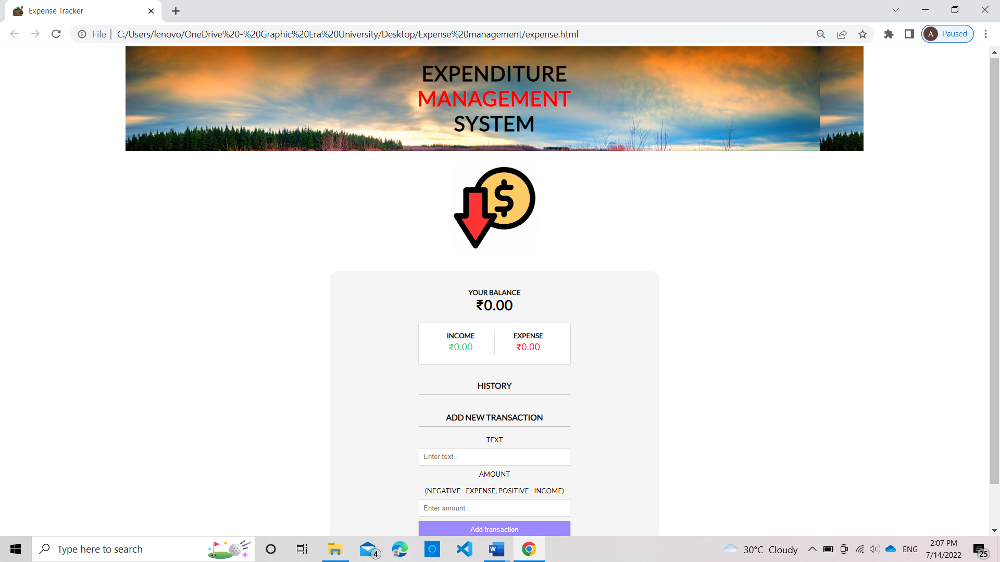 Expense Tracker
File
C:/Users/lenovo/OneDrive%20-%20Graphic%20Era%20University/Desktop/Expense%20management/expense.html
A
Paused
EXPENDITURE
MANAGEMENT
SYSTEM
$
YOUR BALANCE
₹0.00
INCOME
EXPENSE
₹0.00
₹0.00
HISTORY
ADD NEW TRANSACTION
TEXT
Enter text...
AMOUNT
(NEGATIVE - EXPENSE, POSITIVE - INCOME)
Enter amount...
Add transaction
Type here to search
4
W
30°C Cloudy
ENG
2:07 PM
7/14/2022
25